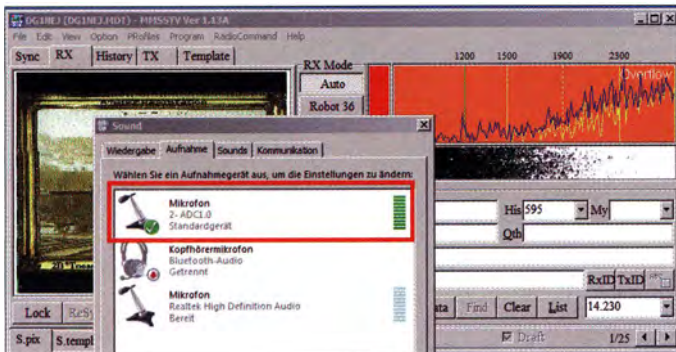 DG1NEJ (DG1NEJ.MDT) - MMSSTV Ver 1.13A
File Edit View Option PRofiles Program RadioCommand Help
Sync RX History TX Template
RX Mode
Auto
Robot 36
1200 1500 1900 2300
Overflow
Sound
Wiedergabe Aufnahme Sounds Kommunikation
Wählen Sie ein Aufnahmegerät aus, um die Einstellungen zu ändern:
Mikrofon
2- ADC1.0
Standardgerät
Kopfhörermikrofon
Bluetooth-Audio
Getrennt
Mikrofon
Realtek High Definition Audio
Bereit
His 595 My
Qth
RxID TxID
Lock
Find Clear List 14.230
S.pix
Draft 1/25